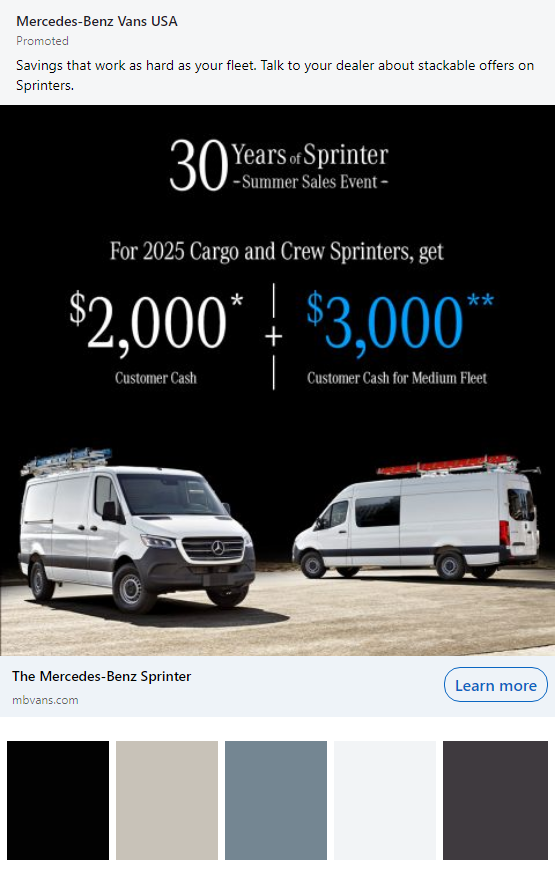 Mercedes-Benz Vans USA
Promoted
Savings that work as hard as your fleet. Talk to your dealer about stackable offers on
Sprinters.
30 Years of Sprinter
-Summer Sales Event-
For 2025 Cargo and Crew Sprinters, get
$2,000* + $3,000**
Customer Cash
Customer Cash for Medium Fleet
The Mercedes-Benz Sprinter
mbvans.com
Learn more